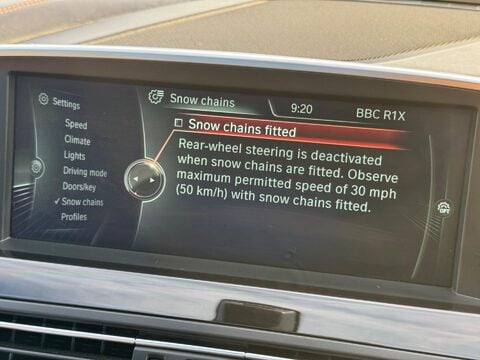 Settings
Snow chains
9:20
BBC R1X
Speed
Climate
Lights
Driving mode
Doors/key
✓ Snow chains
Profiles
☐ Snow chains fitted
Rear-wheel steering is deactivated
when snow chains are fitted. Observe
maximum permitted speed of 30 mph
(50 km/h) with snow chains fitted.
OFF